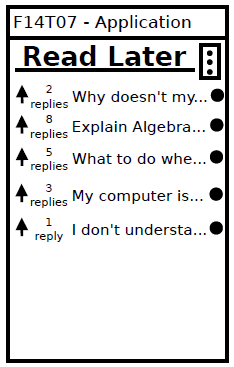 F14T07 - Application
Read Later
2
replies
Why doesn't my...
8
replies
Explain Algebra...
5
replies
What to do whe...
3
replies
My computer is...
1
reply
I don't understa...